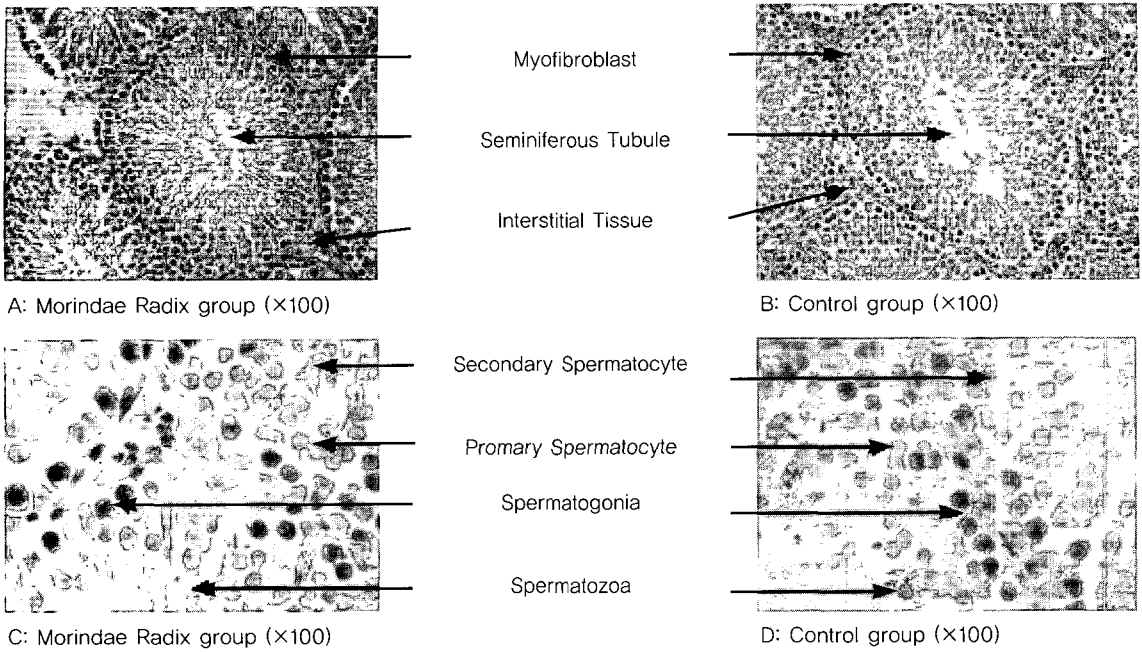 Myofibroblast
Seminiferous Tubule
Interstitial Tissue
A: Morindae Radix group (×100)
B: Control group (×100)
Secondary Spermatocyte
Promary Spermatocyte
Spermatogonia
Spermatozoa
C: Morindae Radix group (×100)
D: Control group (×100)